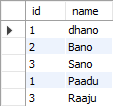 id name
1 dhano
2 Bano
3 Sano
1 Paadu
3 Raaju